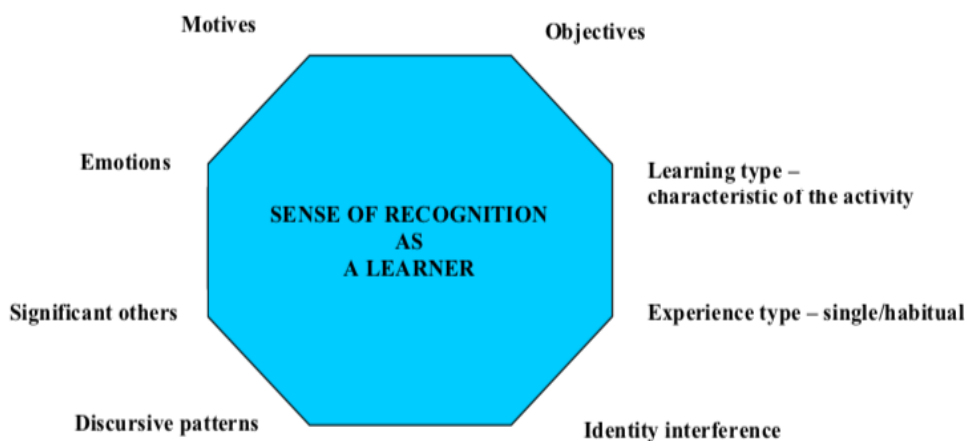 Motives
Objectives
Emotions
Learning type –
characteristic of the activity
SENSE OF RECOGNITION
AS
A LEARNER
Significant others
Experience type – single/habitual
Discursive patterns
Identity interference